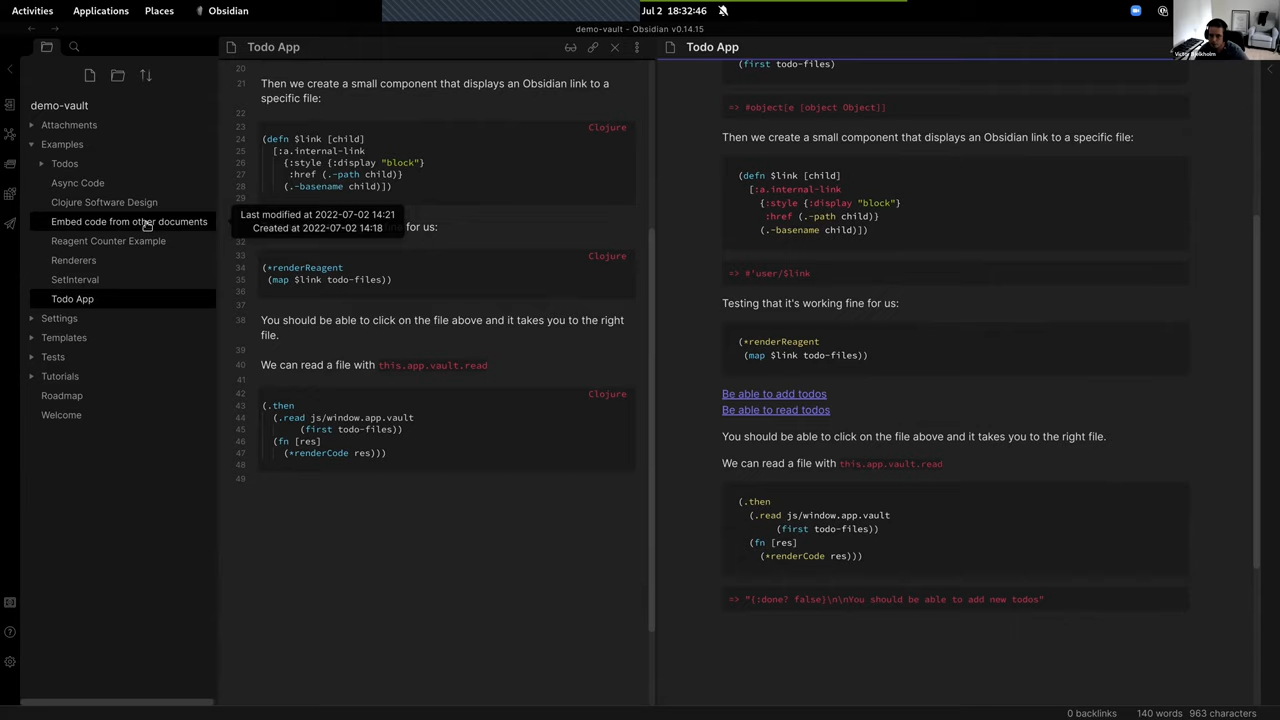 Activities
Applications
Places
Obsidian
Jul 2 18:32:46
demo-vault - Obsidian v0.14.15
demo-vault
Attachments
Examples
Todos
Async Code
Clojure Software Design
Embed code from other documents
Reagent Counter Example
Renderers
SetInterval
Todo App
Settings
Templates
Tests
Tutorials
Roadmap
Welcome
Last modified at 2022-07-02 14:21
Created at 2022-07-02 14:18
Todo App
20
21 Then we create a small component that displays an Obsidian link to a
specific file:
22
23 Clojure
24 (defn $link [child]
25 [:a.internal-link
26 {:style {:display "block"}
27 :href (.-path child)}
28 (.-basename child)])
29
for us:
32
33 Clojure
34 (*renderReagent
35 (map $link todo-files))
36
37
38 You should be able to click on the file above and it takes you to the right
file.
39
40 We can read a file with this.app.vault.read
41
42 Clojure
43 (.then
44 (.read js/window.app.vault
45 (first todo-files))
46 (fn [res]
47 (*renderCode res)))
48
49
Todo App
(first todo-files)
=> #object[e [object Object]]
Then we create a small component that displays an Obsidian link to a specific file:
(defn $link [child]
[:a.internal-link
{:style {:display "block"}
:href (.-path child)}
(.-basename child)])
=> #'user/$link
Testing that it's working fine for us:
(*renderReagent
(map $link todo-files))
Be able to add todos
Be able to read todos
You should be able to click on the file above and it takes you to the right file.
We can read a file with this.app.vault.read
(.then
(.read js/window.app.vault
(first todo-files))
(fn [res]
(*renderCode res)))
=> "{:done? false}\n\nYou should be able to add new todos"
0 backlinks
140 words 963 characters